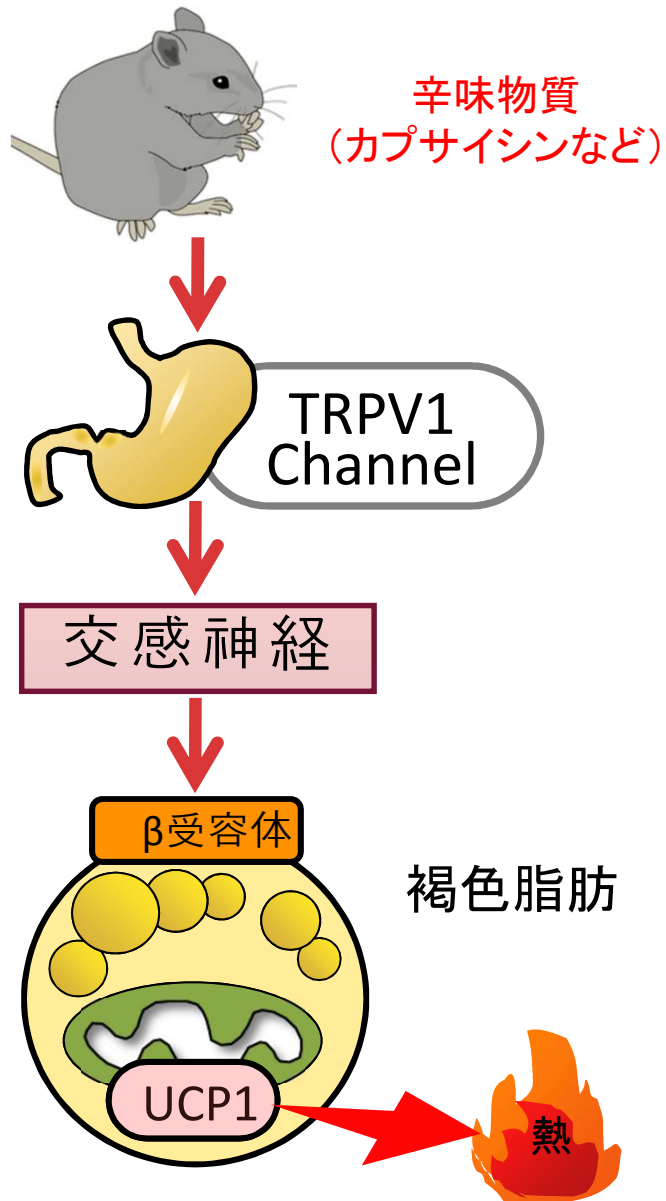 辛味物質
（カプサイシンなど）
TRPV1
Channel
交感神経
β受容体
褐色脂肪
UCP1
熱